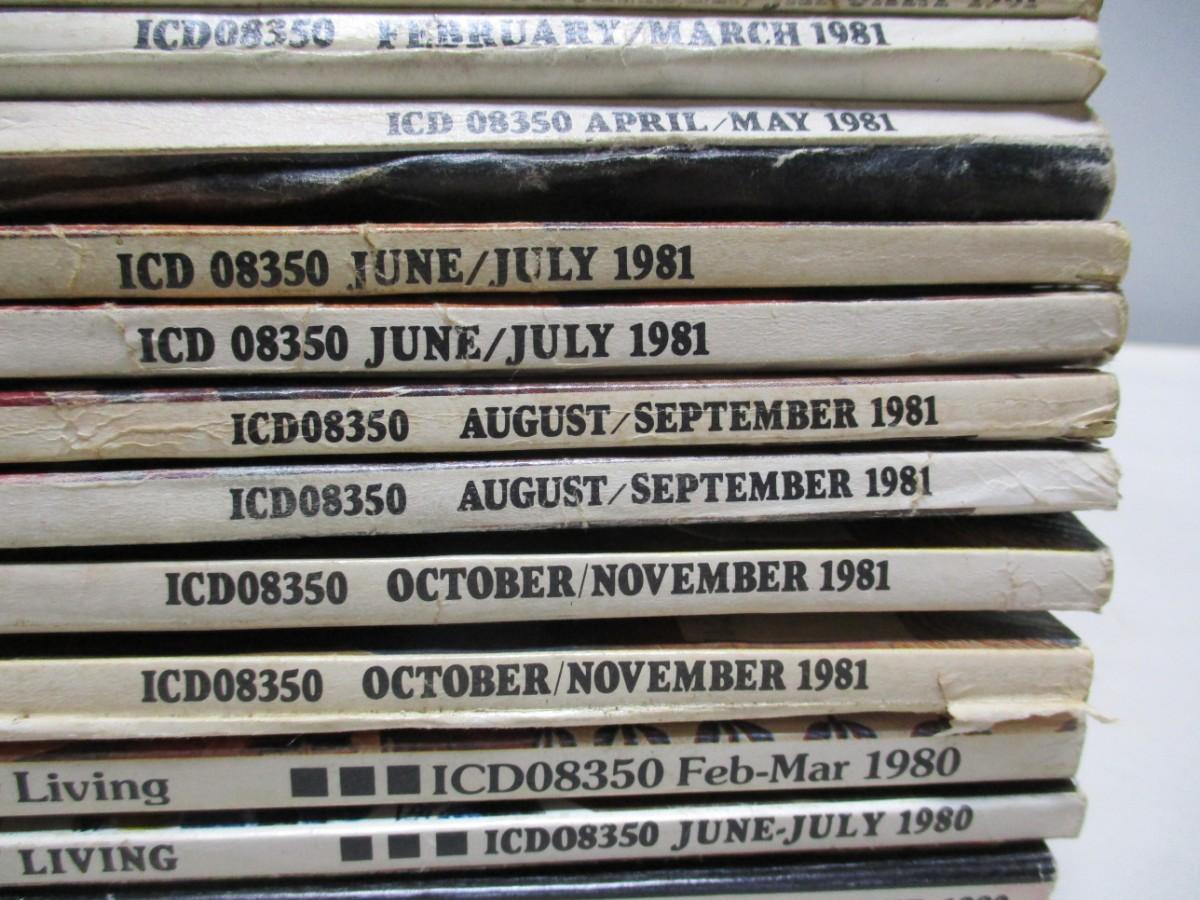 ICD08350 FEBRUARY/MARCH 1981
ICD 08350 APRIL/MAY 1981
ICD 08350 JUNE/JULY 1981
ICD 08350 JUNE/JULY 1981
ICD08350 AUGUST/SEPTEMBER 1981
ICD08350 AUGUST/SEPTEMBER 1981
ICD08350 OCTOBER/NOVEMBER 1981
ICD08350 OCTOBER/NOVEMBER 1981
Living ■■■ICD08350 Feb-Mar 1980
LIVING ■■■ ICD08350 JUNE-JULY 1980